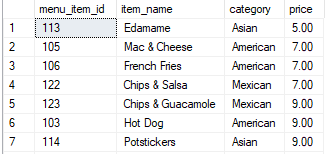 menu_item_id item_name category price
1 113 Edamame Asian 5.00
2 105 Mac & Cheese American 7.00
3 106 French Fries American 7.00
4 122 Chips & Salsa Mexican 7.00
5 123 Chips & Guacamole Mexican 9.00
6 103 Hot Dog American 9.00
7 114 Potstickers Asian 9.00